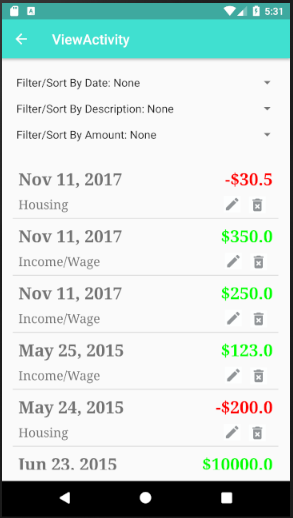 5:31
ViewActivity
Filter/Sort By Date: None
Filter/Sort By Description: None
Filter/Sort By Amount: None
Nov 11, 2017 -$30.5
Housing
Nov 11, 2017 $350.0
Income/Wage
Nov 11, 2017 $250.0
Income/Wage
May 25, 2015 $123.0
Income/Wage
May 24, 2015 -$200.0
Housing
Jun 23, 2015 $10000.0